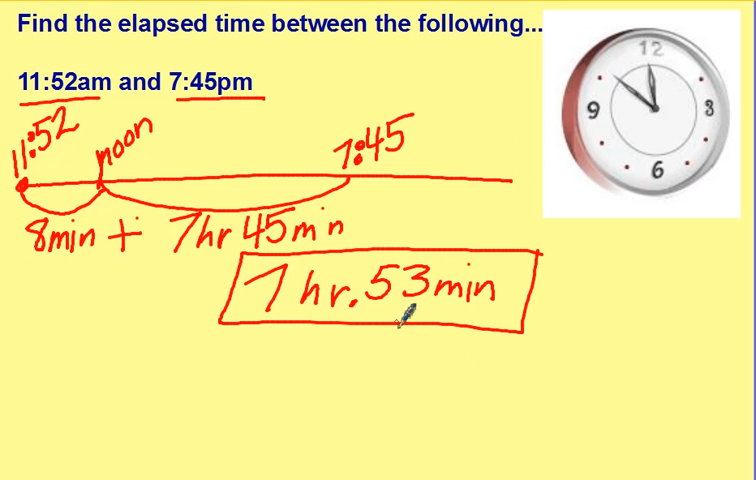 Find the elapsed time between the following...
11:52am and 7:45pm
11:52 noon 7:45
8min + 7hr 45min
7 hr. 53min
12
9 3
6